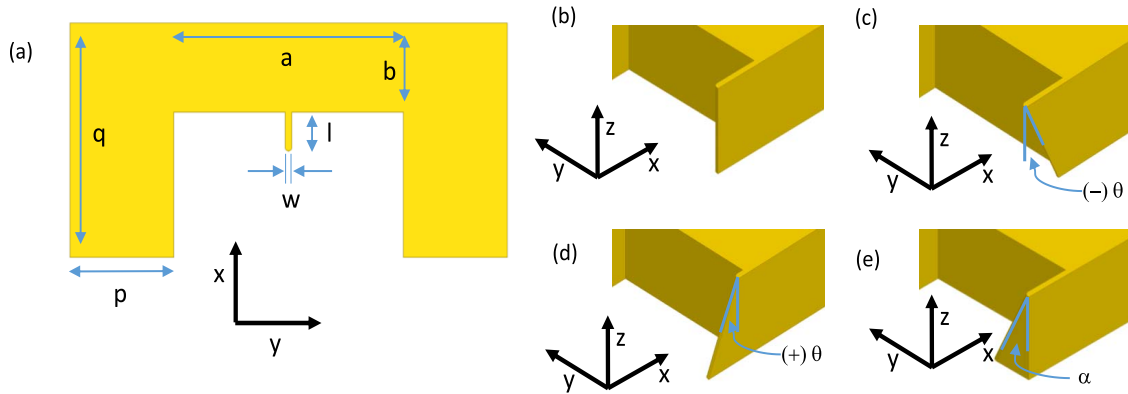 (a)
a
b
q
l
w
p
x
y
(b)
z
y
x
(c)
z
y
x
(−) θ
(d)
z
y
x
(+) θ
(e)
z
y
x
α